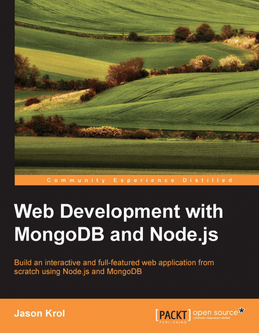 Community Experience Distilled
Web Development with
MongoDB and Node.js
Build an interactive and full-featured web application from
scratch using Node.js and MongoDB
Jason Krol
[PACKT] open source*
PUBLISHING